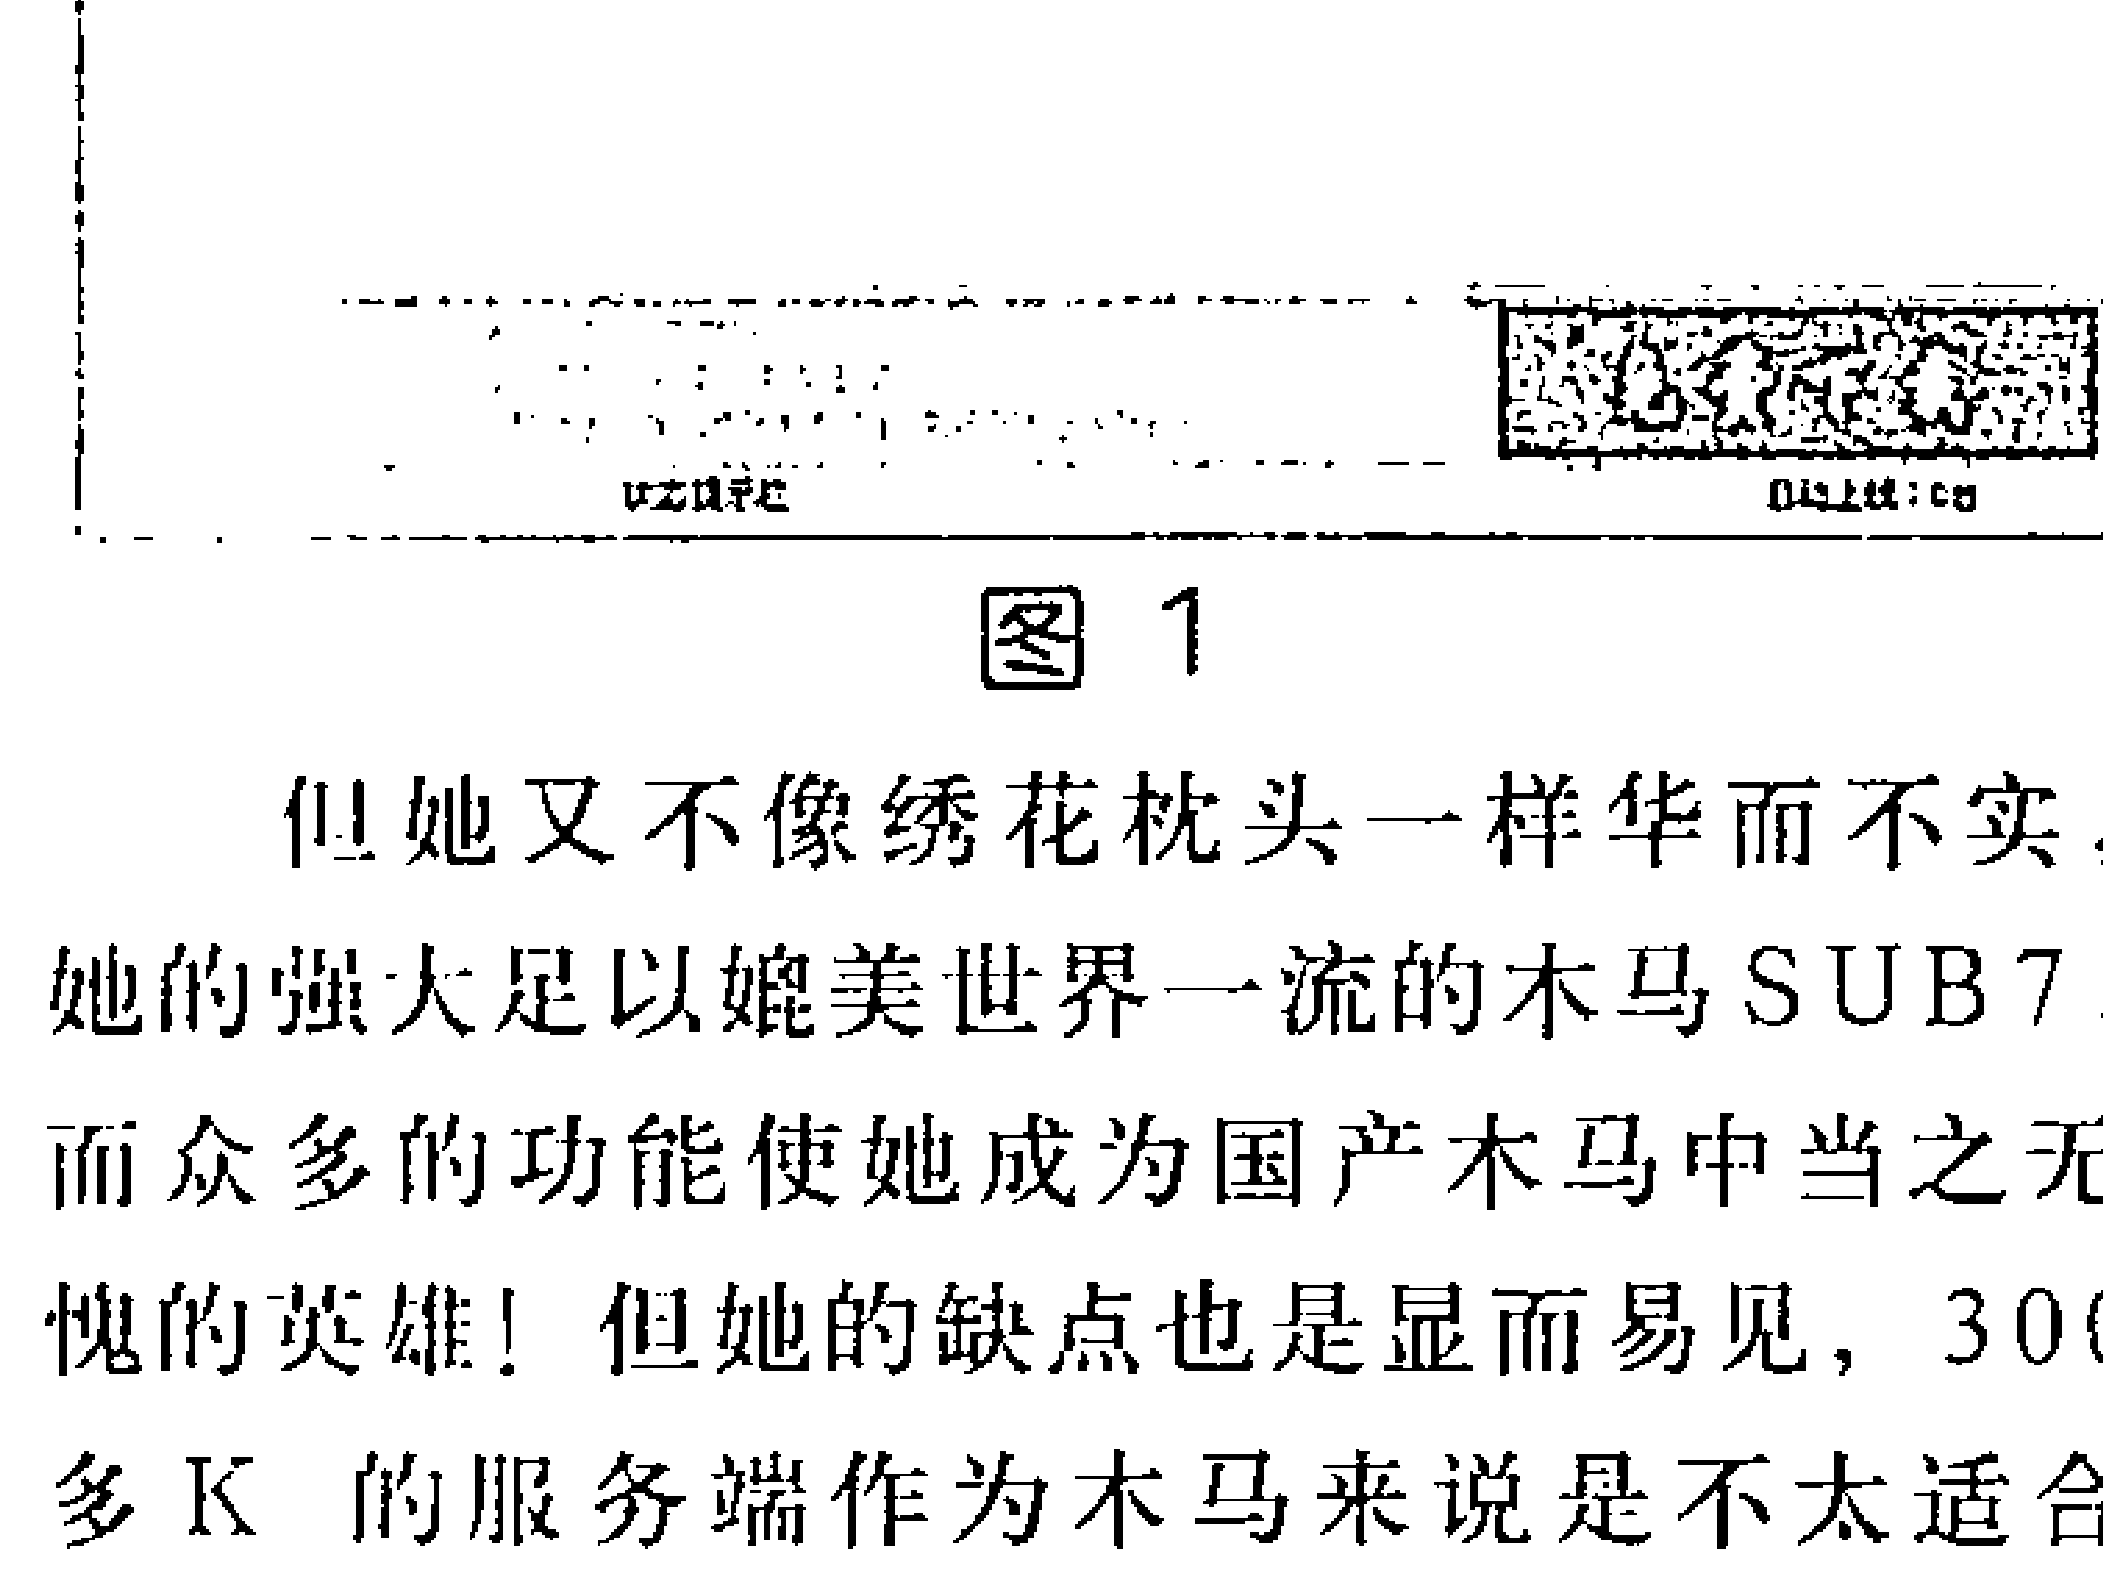 图 1
但她又不像绣花枕头一样华而不实，
她的强大足以媲美世界一流的木马SUB7，
而众多的功能使她成为国产木马中当之无
愧的英雄！但她的缺点也是显而易见，300
多K 的服务端作为木马来说是不太适合